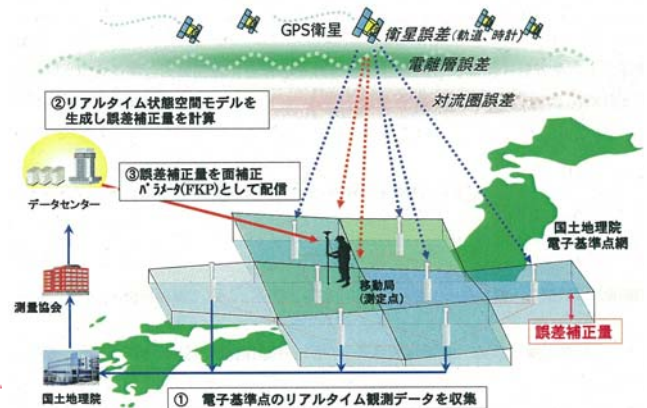 GPS衛星
衛星誤差(軌道、時計)
電離層誤差
対流圏誤差
②リアルタイム状態空間モデルを
生成し誤差補正量を計算
③誤差補正量を面補正
パラメータ(FKP)として配信
データセンター
国土地理院
電子基準点網
移動局
(測定点)
測量協会
誤差補正量
国土地理院
① 電子基準点のリアルタイム観測データを収集